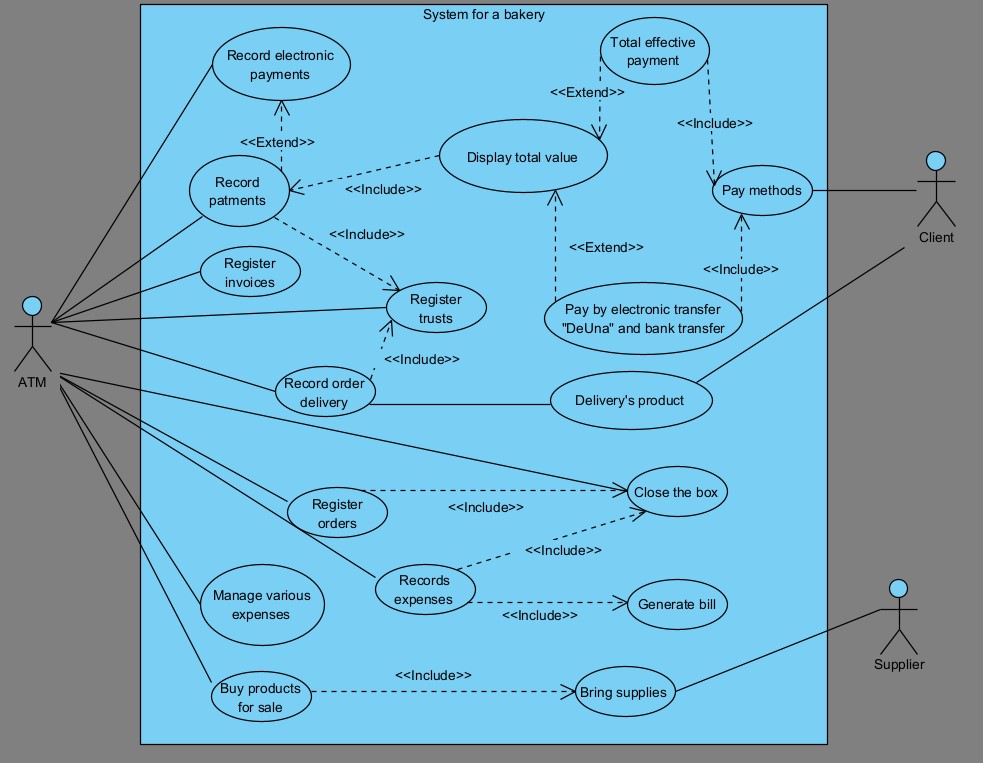 System for a bakery
Record electronic
payments
Total effective
payment
<<Extend>>
<<Include>>
<<Extend>>
Display total value
Record
patments
<<Include>>
Pay methods
Client
<<Include>>
<<Extend>>
Register
invoices
<<Include>>
Register
trusts
Pay by electronic transfer
"DeUna" and bank transfer
ATM
<<Include>>
Record order
delivery
Delivery's product
Close the box
Register
orders
<<Include>>
<<Include>>
Records
expenses
Manage various
expenses
Generate bill
<<Include>>
Supplier
<<Include>>
Buy products
for sale
Bring supplies